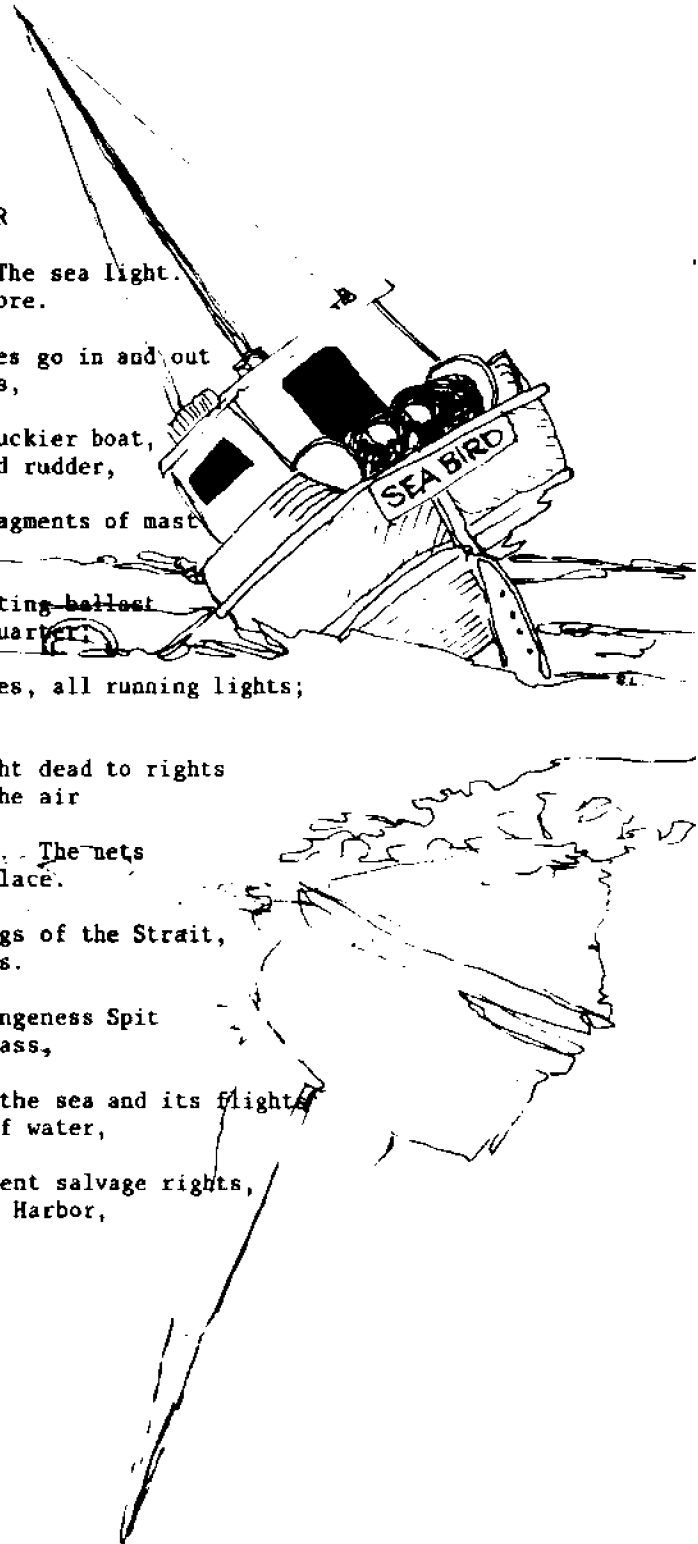 R
The sea light.
ore.
es go in and out
s,
uckier boat,
d rudder,
agments of mast
SEA BIRD
ting ballast
uarter;
es, all running lights;
ht dead to rights
he air
. The nets
lace.
gs of the Strait,
s.
ngeness Spit
ass,
the sea and its flights
f water,
ent salvage rights,
Harbor,